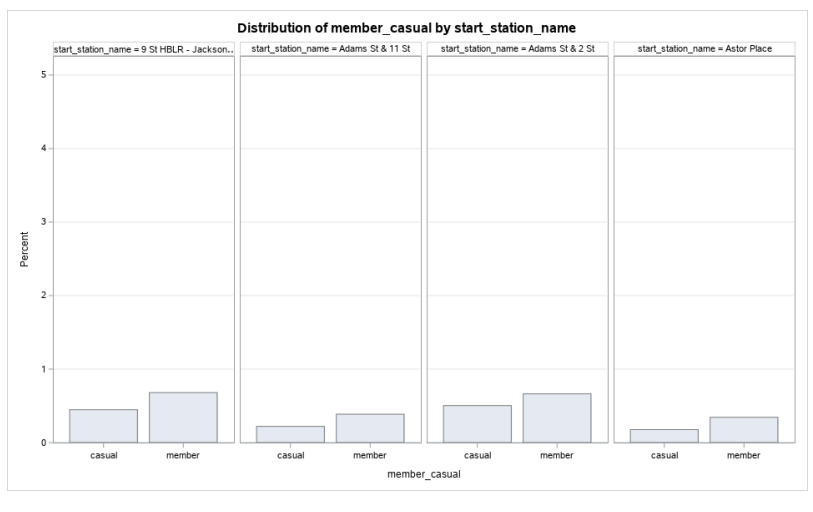 Distribution of member_casual by start_station_name
start_station_name = 9 St HBLR - Jackson..
start_station_name = Adams St & 11 St
start_station_name = Adams St & 2 St
start_station_name = Astor Place
5
4
3
2
1
0
Percent
casual
member
casual
member
casual
member
casual
member
member_casual